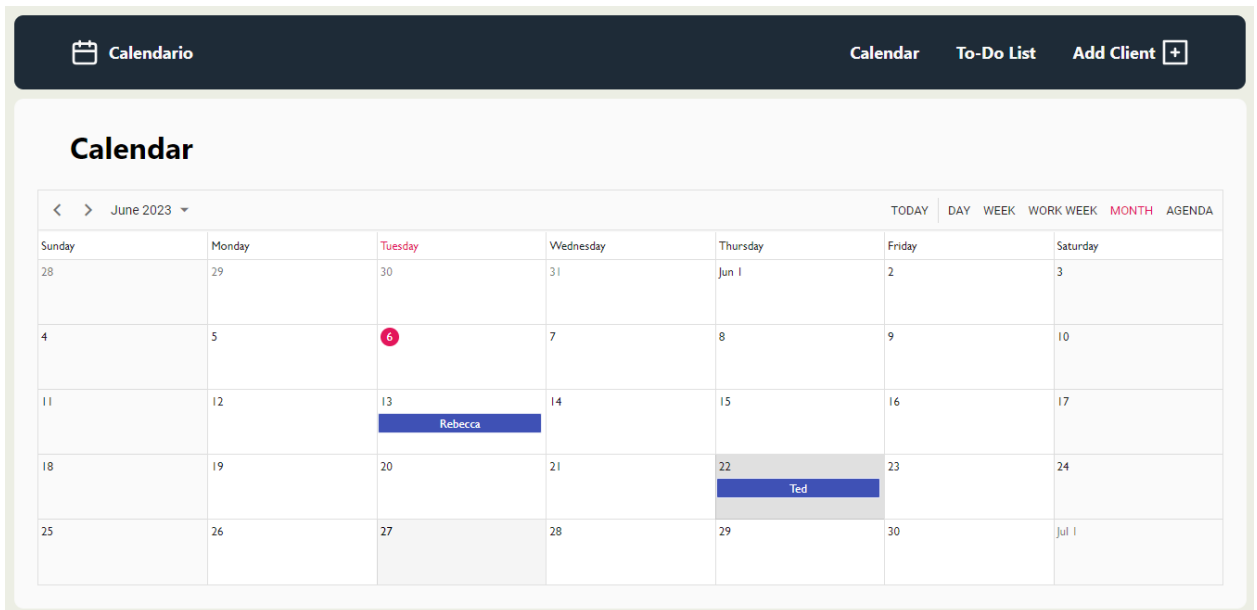 Calendario Calendar To-Do List Add Client
Calendar
June 2023 TODAY DAY WEEK WORK WEEK MONTH AGENDA
Sunday Monday Tuesday Wednesday Thursday Friday Saturday
28 29 30 31 Jun 1 2 3
4 5 6 7 8 9 10
11 12 13 14 15 16 17
Rebecca
18 19 20 21 22 23 24
Ted
25 26 27 28 29 30 Jul 1